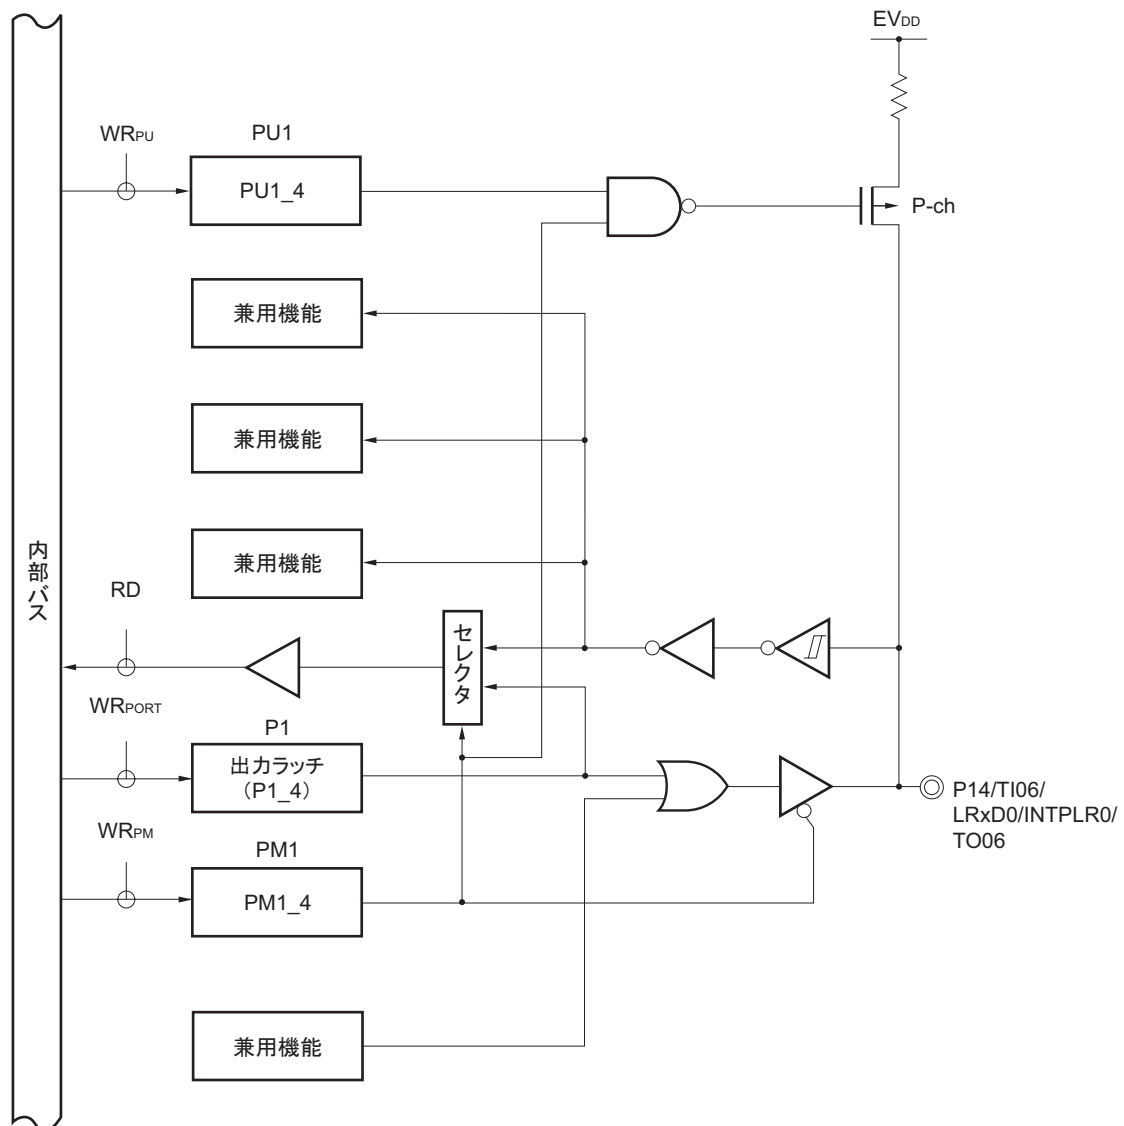 EVDD
WRPU
PU1
PU1_4
P-ch
兼用機能
兼用機能
兼用機能
内部バス
RD
セレクタ
WRPORT
P1
出力ラッチ
（P1_4）
P14/TI06/
LRxD0/INTPLR0/
TO06
WRPM
PM1
PM1_4
兼用機能